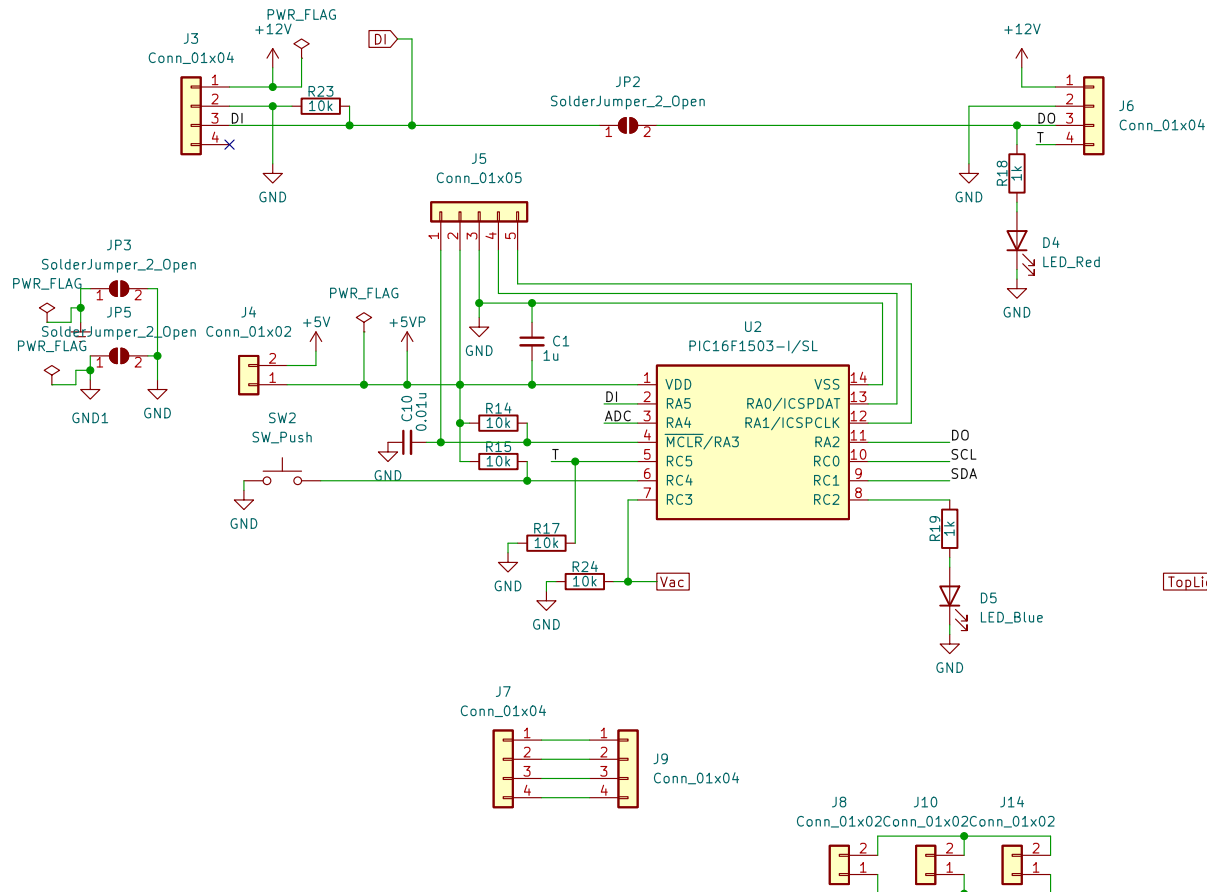 PWR_FLAG
+12V
J3
Conn_01x04
1
2
3
4
DI
R23
10k
GND
DI
JP2
SolderJumper_2_Open
1
2
+12V
1
2
3
4
DO
T
J6
Conn_01x04
GND
R18
1k
D4
LED_Red
GND
J5
Conn_01x05
1
2
3
4
5
JP3
SolderJumper_2_Open
1
2
PWR_FLAG
JP5
SolderJumper_2_Open
PWR_FLAG
1
2
GND1
GND
J4
Conn_01x02
2
1
+5V
PWR_FLAG
+5VP
GND
C1
1u
C10
0.01u
GND
R14
10k
R15
10k
SW2
SW_Push
GND
U2
PIC16F1503-I/SL
DI
ADC
T
1
2
3
4
5
6
7
VDD
RA5
RA4
MCLR/RA3
RC5
RC4
RC3
VSS
RA0/ICSPDAT
RA1/ICSPCLK
RA2
RC0
RC1
RC2
14
13
12
11
10
9
8
DO
SCL
SDA
R17
10k
GND
R24
10k
GND
Vac
R19
1k
D5
LED_Blue
GND
J7
Conn_01x04
1
2
3
4
1
2
3
4
J9
Conn_01x04
J8
Conn_01x02
2
1
J10
Conn_01x02
2
1
J14
Conn_01x02
2
1